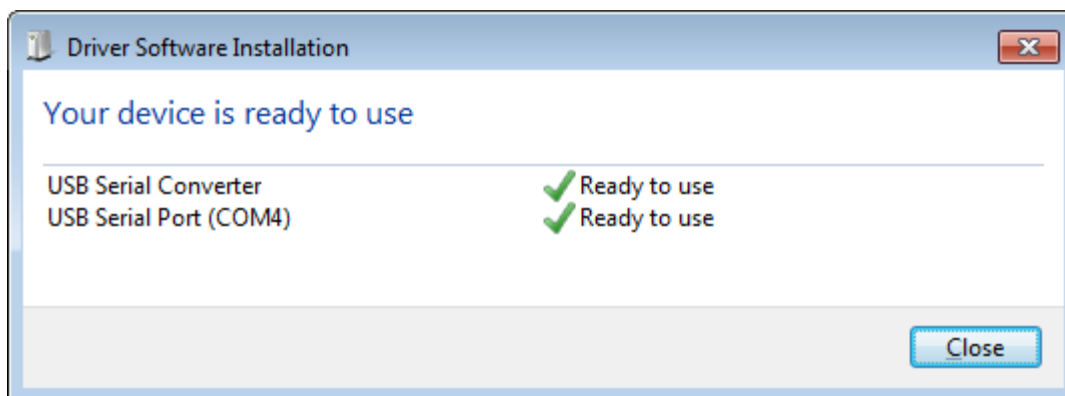 Driver Software Installation
Your device is ready to use
USB Serial Converter Ready to use
USB Serial Port (COM4) Ready to use
Close